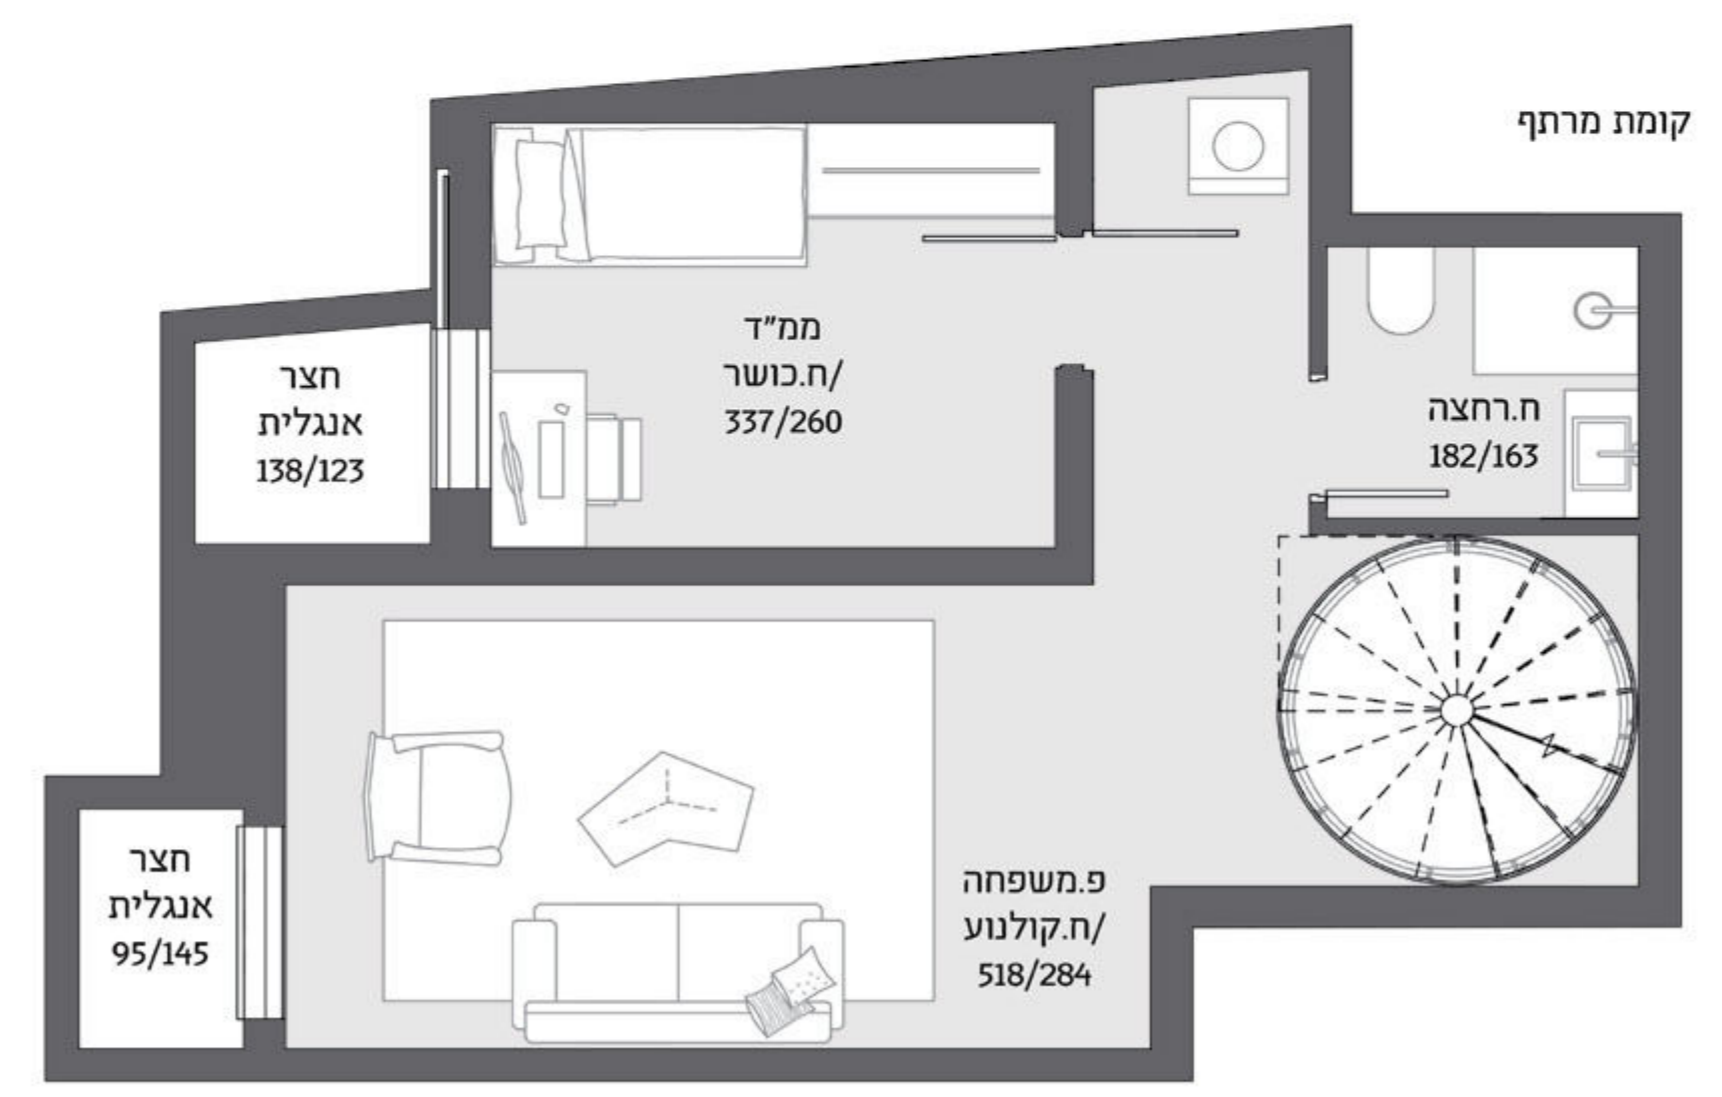 קומת מרתף
ממ"ד
/ח.כושר
337/260
חצר
אנגלית
138/123
ח.רחצה
182/163
חצר
אנגלית
95/145
פ.משפחה
/ח.קולנוע
518/284